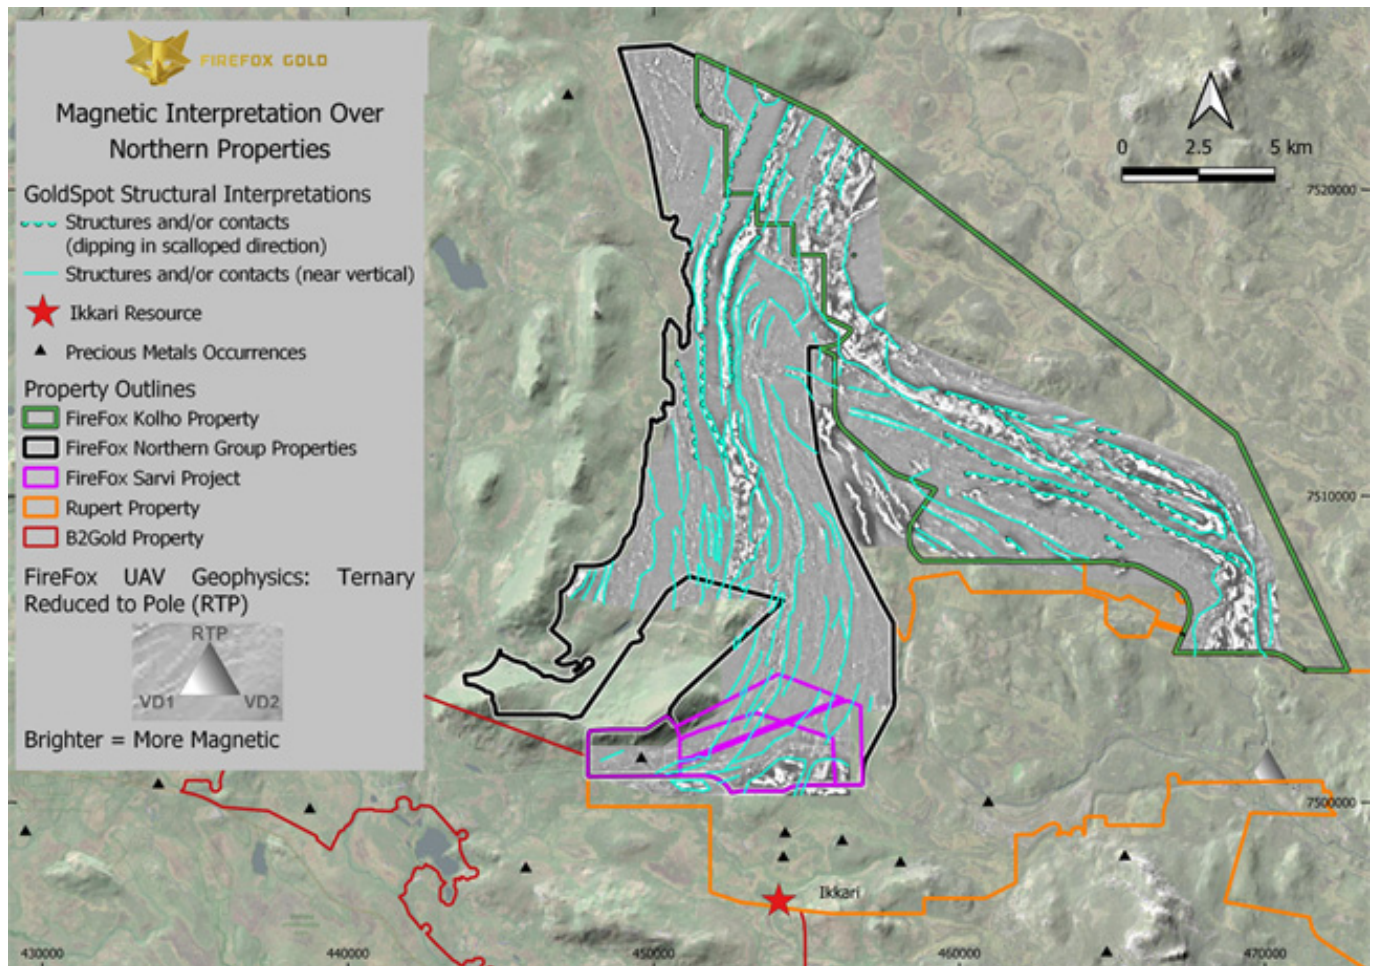 FIREFOX GOLD
Magnetic Interpretation Over
Northern Properties
GoldSpot Structural Interpretations
Structures and/or contacts
(dipping in scalloped direction)
Structures and/or contacts (near vertical)
Ikkari Resource
Precious Metals Occurrences
Property Outlines
FireFox Kolho Property
FireFox Northern Group Properties
FireFox Sarvi Project
Rupert Property
B2Gold Property
FireFox UAV Geophysics: Ternary
Reduced to Pole (RTP)
RTP
VD1 VD2
Brighter = More Magnetic
0 2.5 5 km
7520000
7510000
7500000
Ikkari
430000 440000 450000 460000 470000